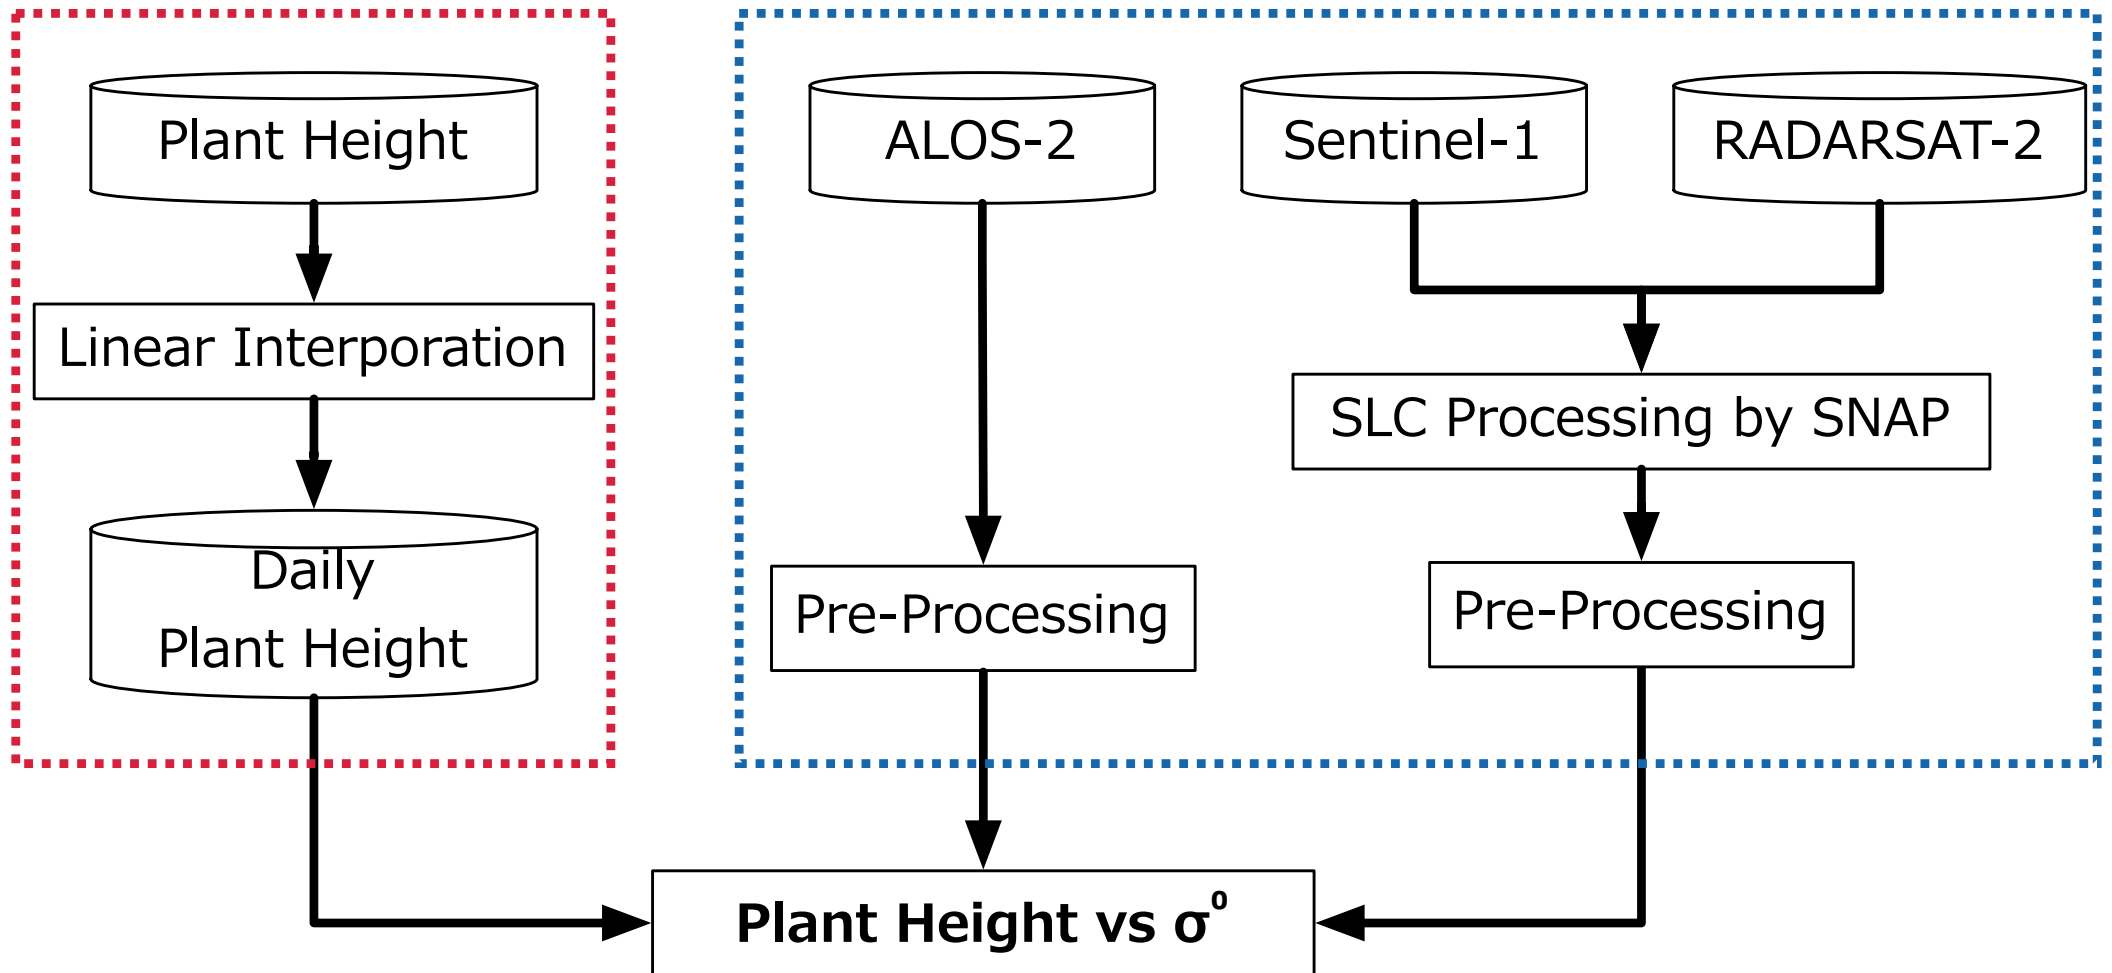 Plant Height
ALOS-2
Sentinel-1
RADARSAT-2
Linear Interporation
SLC Processing by SNAP
Daily
Plant Height
Pre-Processing
Pre-Processing
Plant Height vs σ⁰